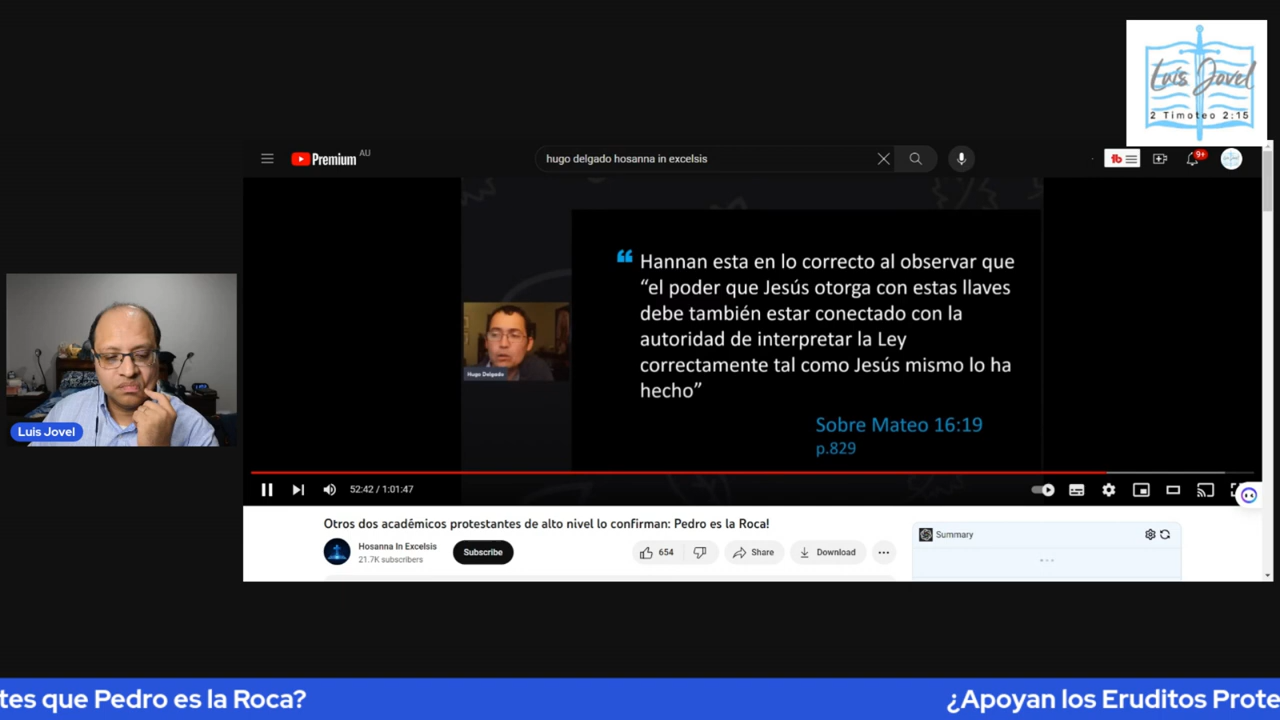 Luis Jovel
2 Timoteo 2:15
Premium AU
hugo delgado hosanna in excelsis
9+
“ Hannan esta en lo correcto al observar que
“el poder que Jesús otorga con estas llaves
debe también estar conectado con la
autoridad de interpretar la Ley
correctamente tal como Jesús mismo lo ha
hecho”
Sobre Mateo 16:19
p.829
Hugo Delgado
Luis Jovel
52:42 / 1:01:47
Otros dos académicos protestantes de alto nivel lo confirman: Pedro es la Roca!
Hosanna In Excelsis
21.7K subscribers
Subscribe
654
Share
Download
Summary
tes que Pedro es la Roca?
¿Apoyan los Eruditos Prote